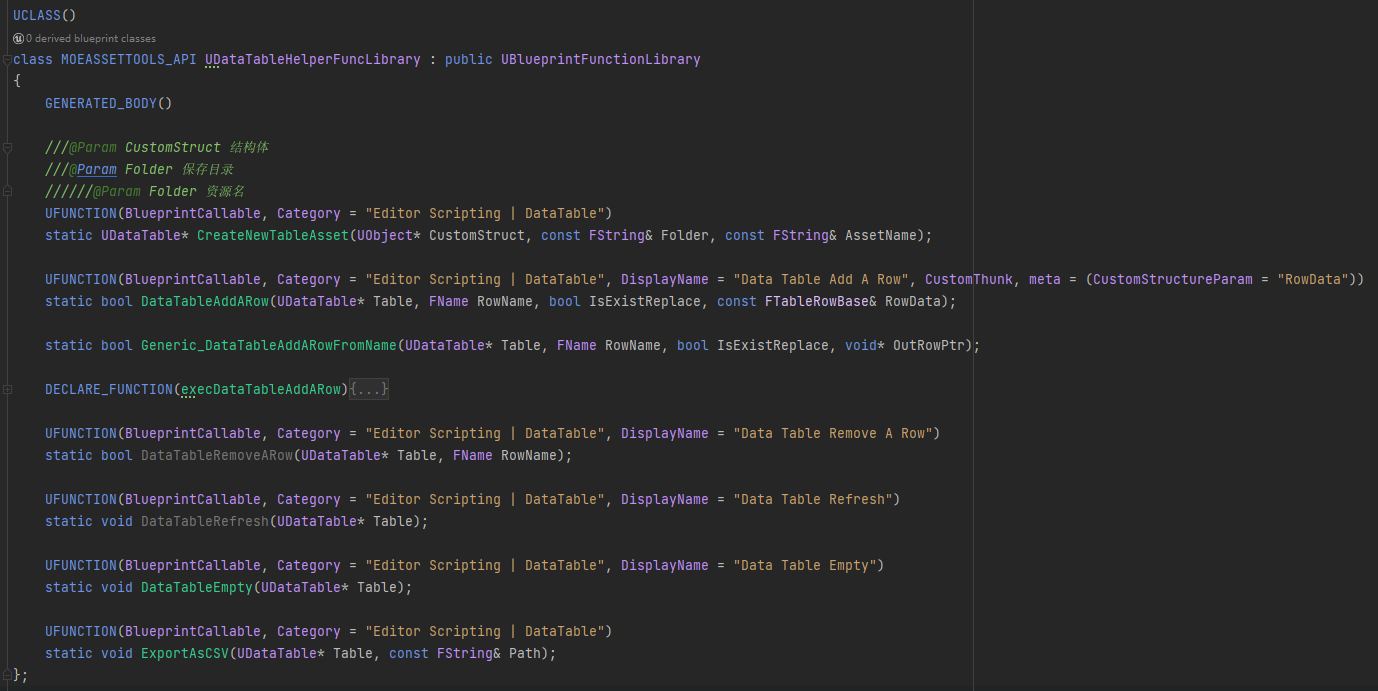 UCLASS()
0 derived blueprint classes
class MOEASSETTOOLS_API UDataTableHelperFuncLibrary : public UBlueprintFunctionLibrary
{
GENERATED_BODY()
///@Param CustomStruct 结构体
///@Param Folder 保存目录
//////@Param Folder 资源名
UFUNCTION(BlueprintCallable, Category = "Editor Scripting | DataTable")
static UDataTable* CreateNewTableAsset(UObject* CustomStruct, const FString& Folder, const FString& AssetName);
UFUNCTION(BlueprintCallable, Category = "Editor Scripting | DataTable", DisplayName = "Data Table Add A Row", CustomThunk, meta = (CustomStructureParam = "RowData"))
static bool DataTableAddARow(UDataTable* Table, FName RowName, bool IsExistReplace, const FTableRowBase& RowData);
static bool Generic_DataTableAddARowFromName(UDataTable* Table, FName RowName, bool IsExistReplace, void* OutRowPtr);
DECLARE_FUNCTION(execDataTableAddARow){...}
UFUNCTION(BlueprintCallable, Category = "Editor Scripting | DataTable", DisplayName = "Data Table Remove A Row")
static bool DataTableRemoveARow(UDataTable* Table, FName RowName);
UFUNCTION(BlueprintCallable, Category = "Editor Scripting | DataTable", DisplayName = "Data Table Refresh")
static void DataTableRefresh(UDataTable* Table);
UFUNCTION(BlueprintCallable, Category = "Editor Scripting | DataTable", DisplayName = "Data Table Empty")
static void DataTableEmpty(UDataTable* Table);
UFUNCTION(BlueprintCallable, Category = "Editor Scripting | DataTable")
static void ExportAsCSV(UDataTable* Table, const FString& Path);
};